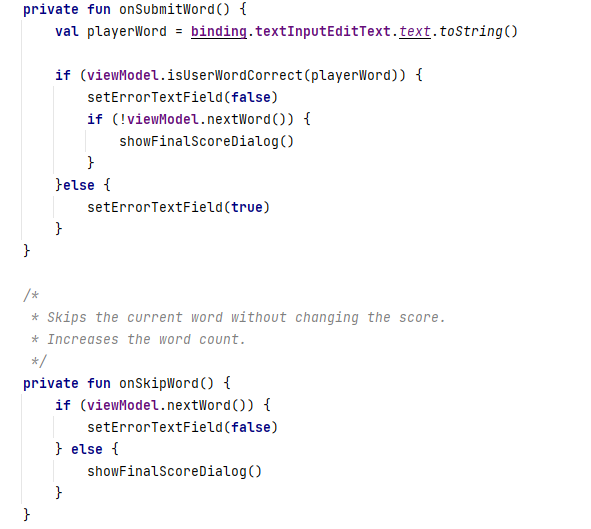 private fun onSubmitWord() {
    val playerWord = binding.textInputEditText.text.toString()

    if (viewModel.isUserWordCorrect(playerWord)) {
        setErrorTextField(false)
        if (!viewModel.nextWord()) {
            showFinalScoreDialog()
        }
    }else {
        setErrorTextField(true)
    }
}

/*
 * Skips the current word without changing the score.
 * Increases the word count.
 */
private fun onSkipWord() {
    if (viewModel.nextWord()) {
        setErrorTextField(false)
    } else {
        showFinalScoreDialog()
    }
}